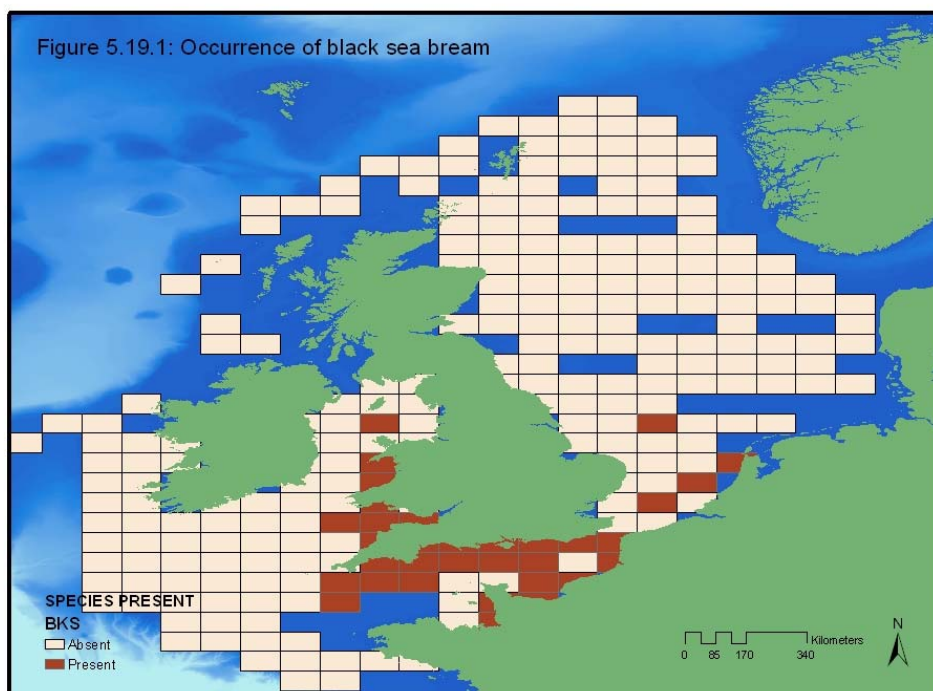 Figure 5.19.1: Occurrence of black sea bream
SPECIES PRESENT
BKS
Absent
Present
Kilometers
0 85 170 340
N